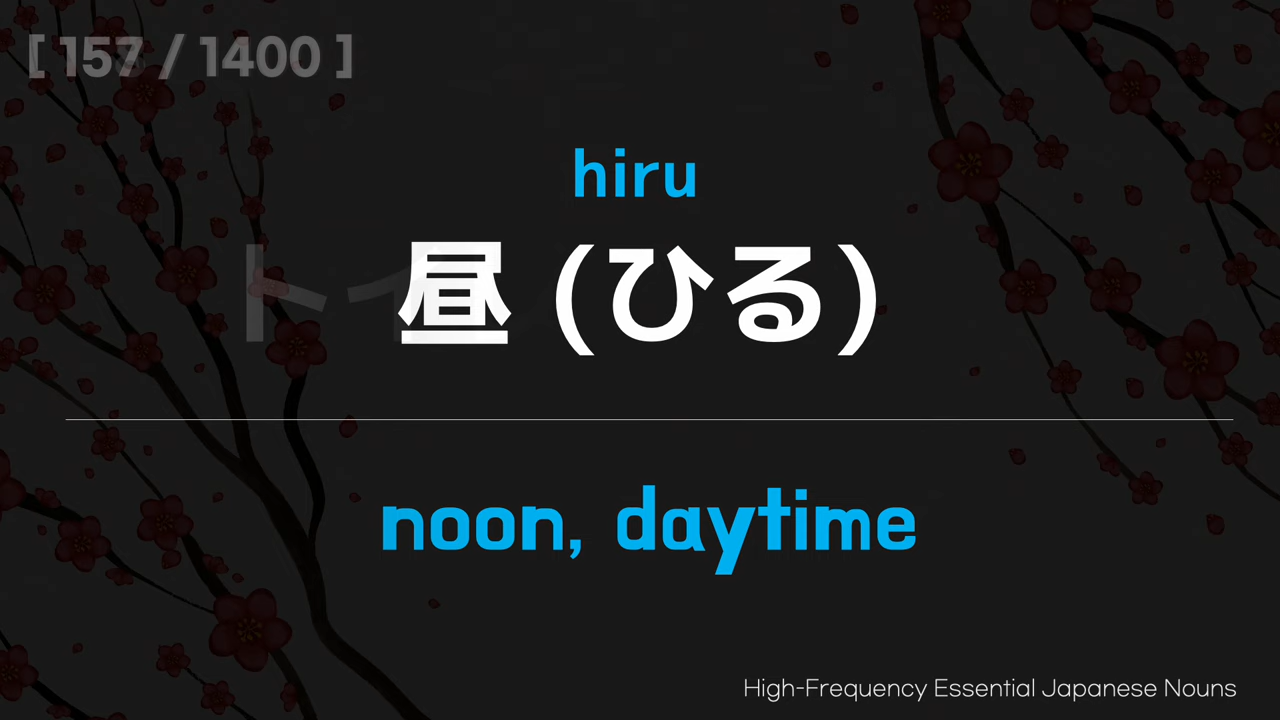 [ 157 / 1400 ]
hiru
昼 (ひる)
noon, daytime
High-Frequency Essential Japanese Nouns